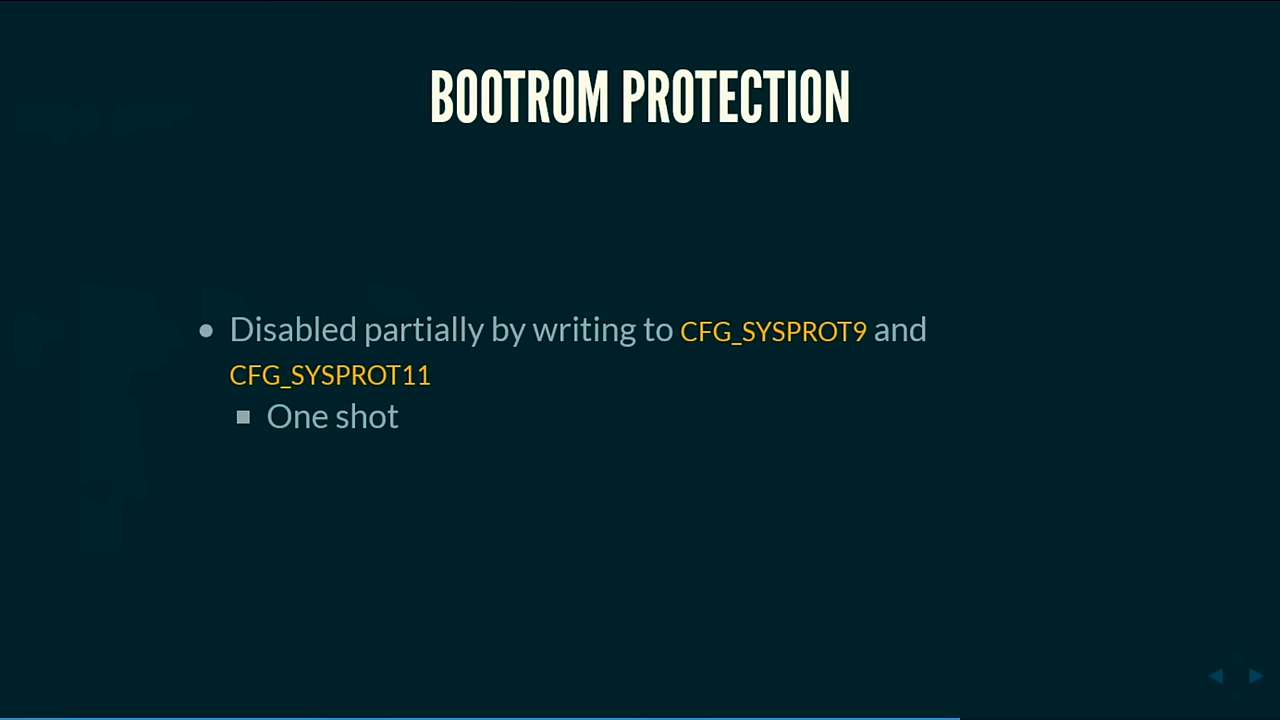 BOOTROM PROTECTION
Disabled partially by writing to CFG_SYSPROT9 and
CFG_SYSPROT11
One shot